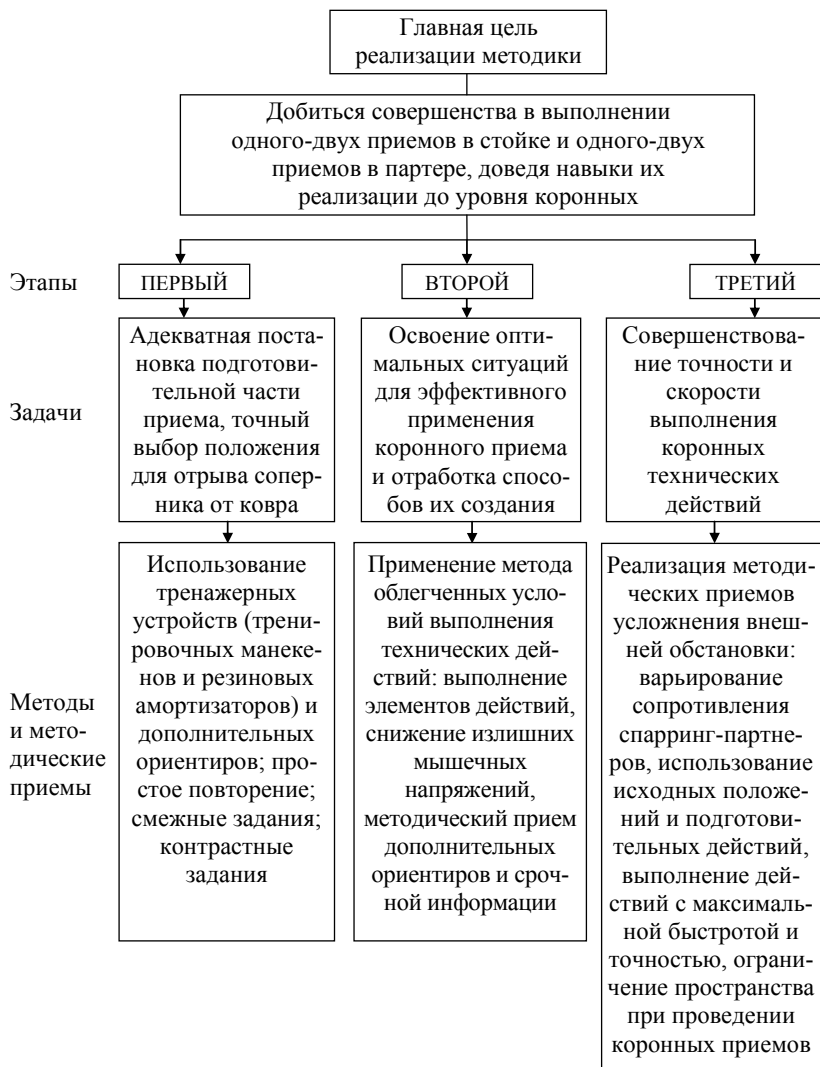 Главная цель
реализации методики
Добиться совершенства в выполнении
одного-двух приемов в стойке и одного-двух
приемов в партере, доведя навыки их
реализации до уровня коронных
Этапы
ПЕРВЫЙ
ВТОРОЙ
ТРЕТИЙ
Задачи
Адекватная поста-
новка подготови-
тельной части
приема, точный
выбор положения
для отрыва сопер-
ника от ковра
Освоение опти-
мальных ситуаций
для эффективного
применения
коронного приема
и отработка спосо-
бов их создания
Совершенствова-
ние точности и
скорости
выполнения
коронных
технических
действий
Методы
и мето-
дические
приемы
Использование
тренажерных
устройств (трени-
ровочных манеке-
нов и резиновых
амортизаторов) и
дополнительных
ориентиров; про-
стое повторение;
смежные задания;
контрастные
задания
Применение метода
облегченных усло-
вий выполнения
технических дей-
ствий: выполнение
элементов действий,
снижение излишних
мышечных
напряжений,
методический прием
дополнительных
ориентиров и сроч-
ной информации
Реализация методи-
ческих приемов
усложнения внеш-
ней обстановки:
варьирование
сопротивления
спарринг-партне-
ров, использование
исходных положе-
ний и подготови-
тельных действий,
выполнение дей-
ствий с максималь-
ной быстротой и
точностью, ограни-
чение пространства
при проведении
коронных приемов